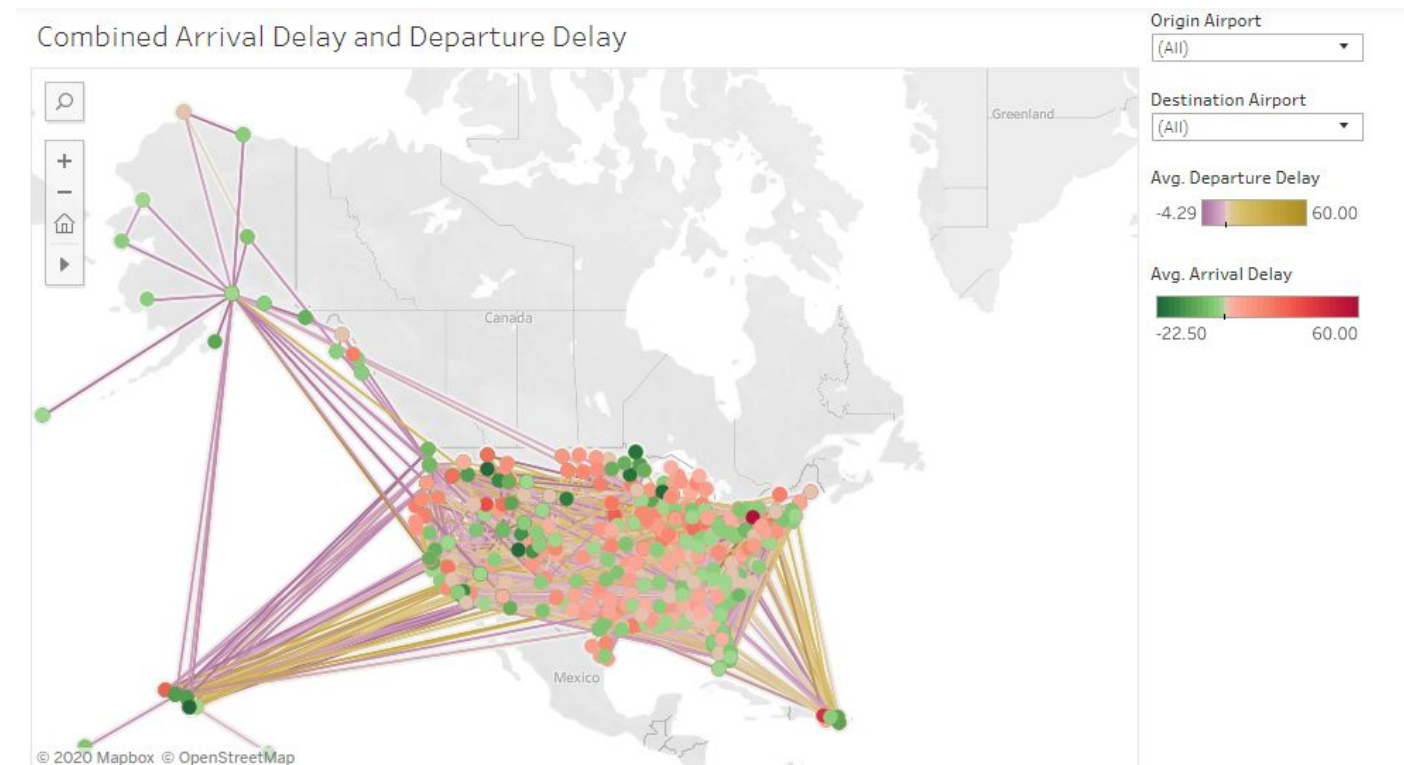 Combined Arrival Delay and Departure Delay
Origin Airport
(All)
Destination Airport
(All)
Avg. Departure Delay
-4.29 60.00
Avg. Arrival Delay
-22.50 60.00
Greenland
Canada
Mexico
© 2020 Mapbox © OpenStreetMap